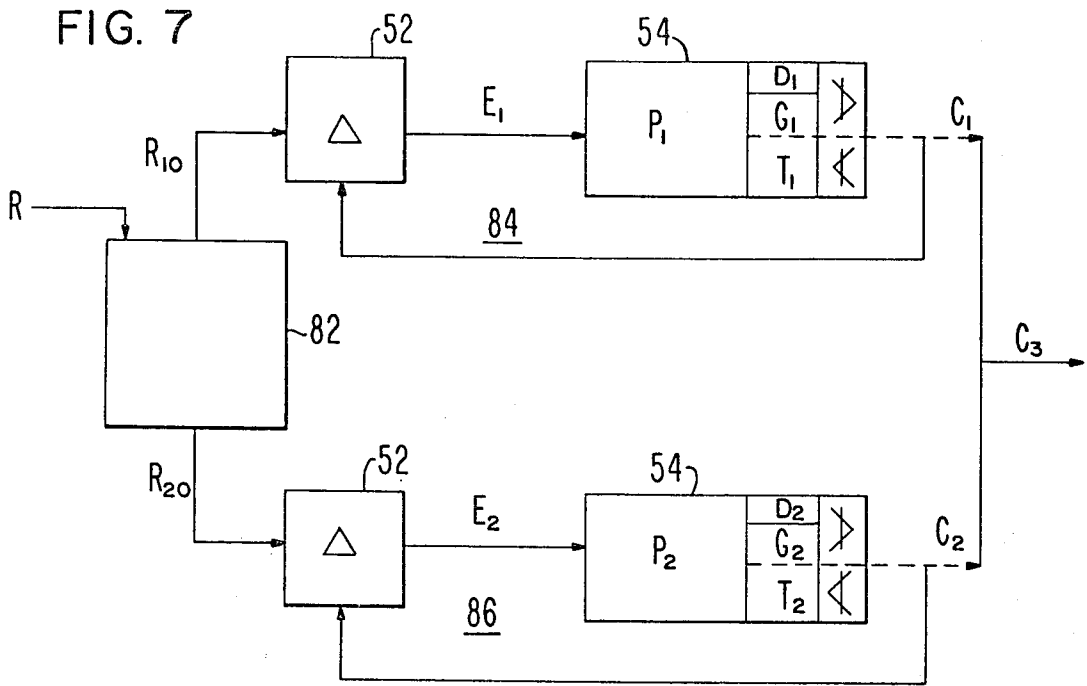 FIG. 7
52
54
E₁
P₁
D₁
G₁
T₁
C₁
R₁₀
R
84
82
C₃
R₂₀
52
54
E₂
P₂
D₂
G₂
T₂
C₂
86